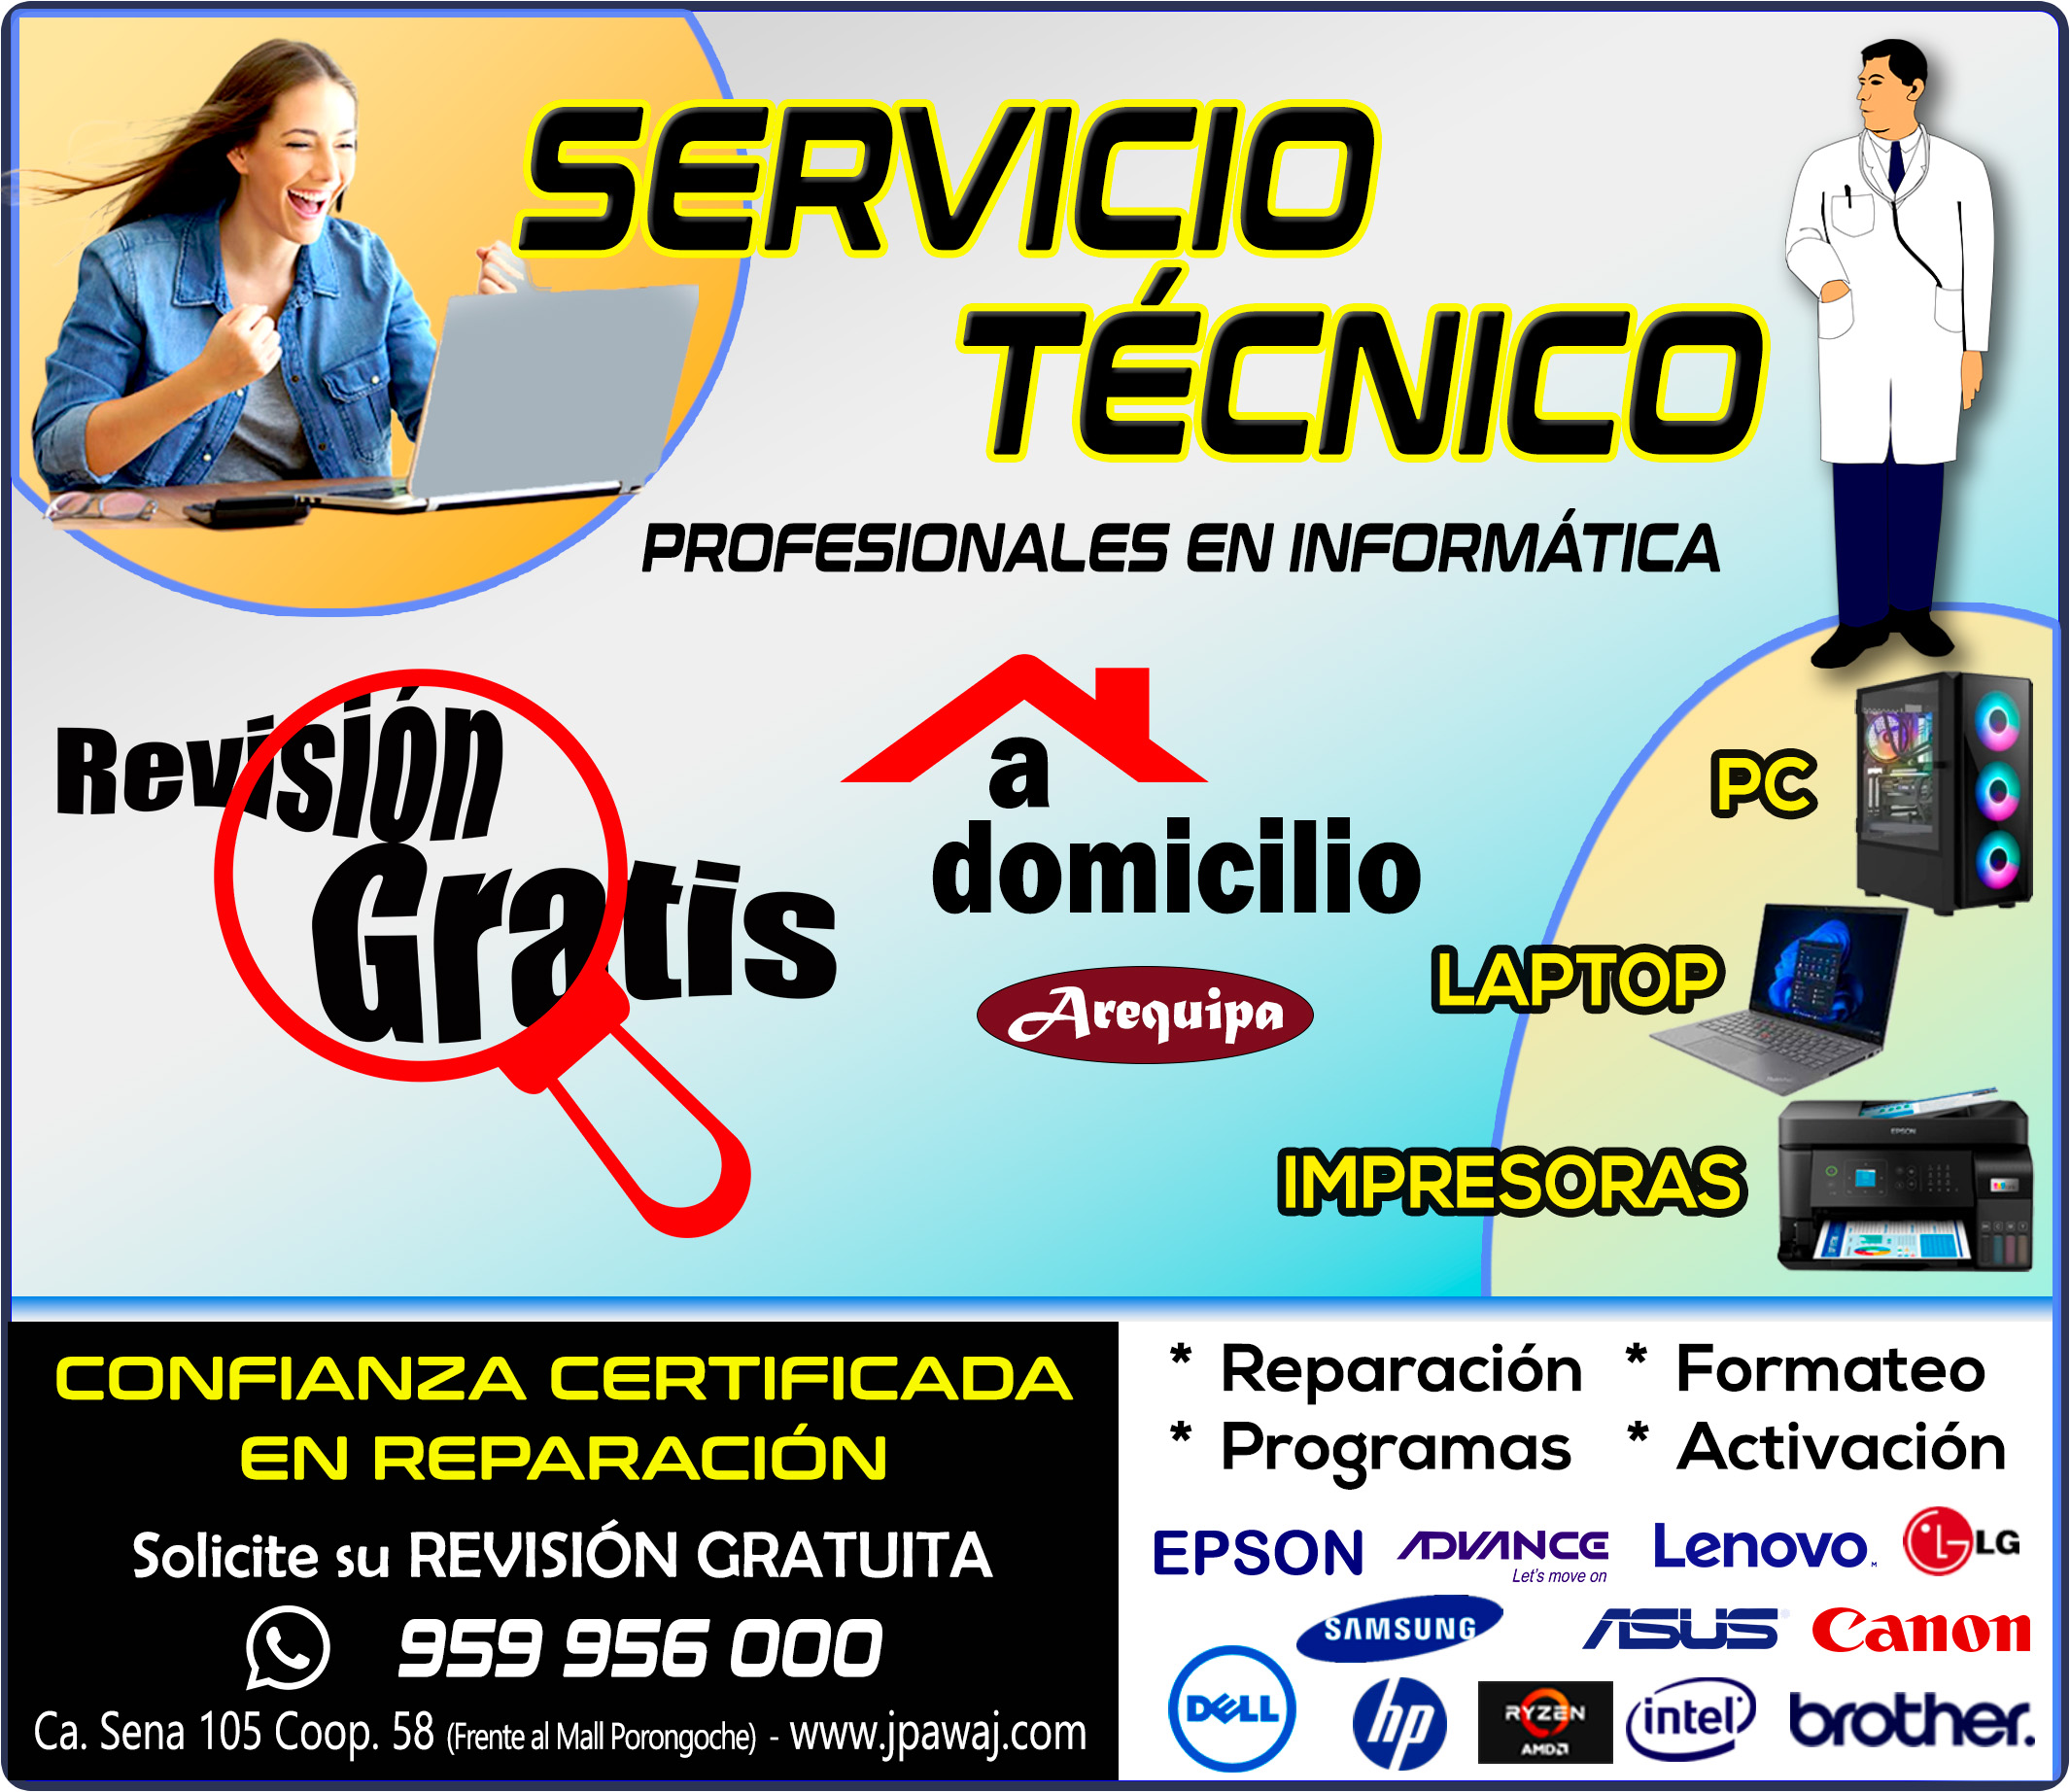 SERVICIO
TÉCNICO
PROFESIONALES EN INFORMÁTICA
Revisión
Gratis
a
domicilio
Arequipa
PC
LAPTOP
IMPRESORAS
EPSON
CONFIANZA CERTIFICADA
EN REPARACIÓN
Solicite su REVISIÓN GRATUITA
959 956 000
Ca. Sena 105 Coop. 58 (Frente al Mall Porongoche) - www.jpawaj.com
* Reparación * Formateo
* Programas * Activación
EPSON ADVANCE Lenovo LG
Let's move on
SAMSUNG ASUS Canon
DELL hp RYZEN intel brother
AMD